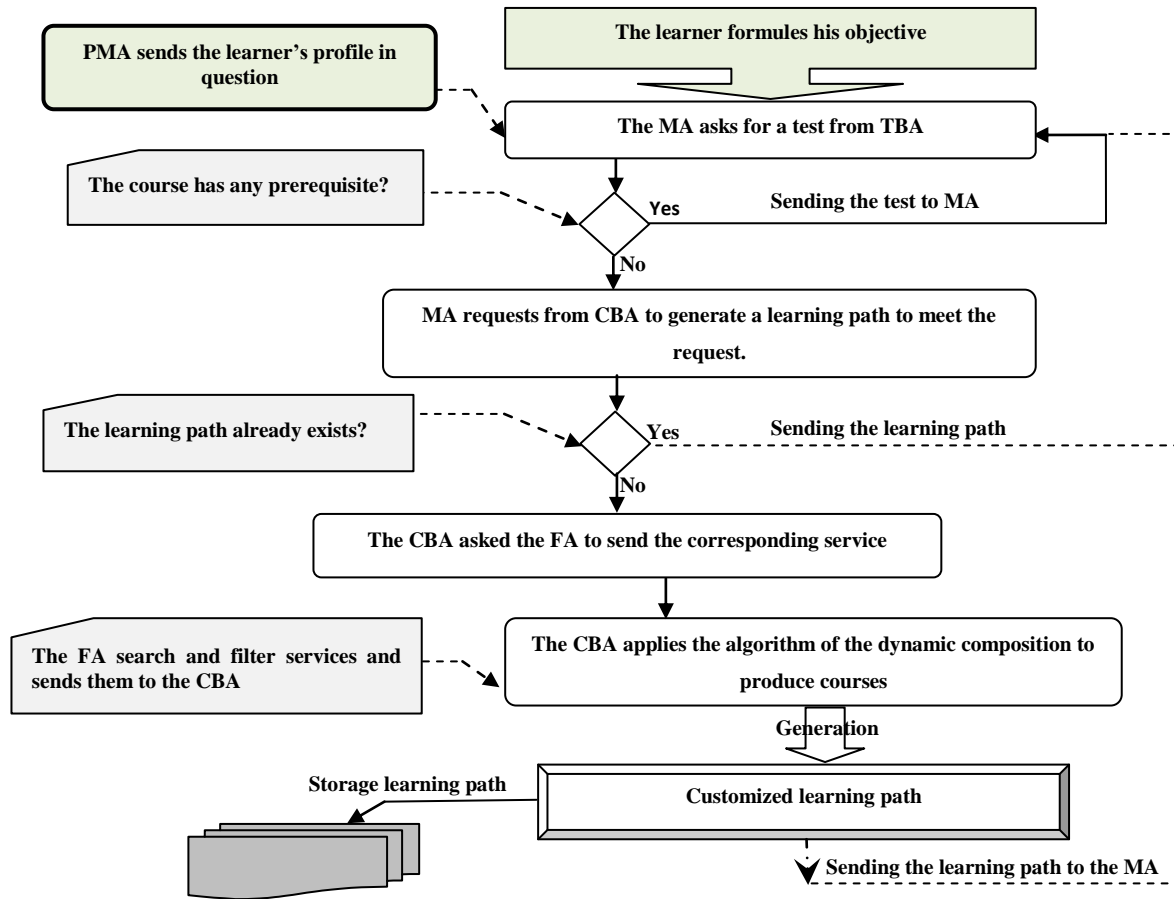 The learner formules his objective
PMA sends the learner’s profile in
question
The MA asks for a test from TBA
The course has any prerequisite?
Yes
Sending the test to MA
No
MA requests from CBA to generate a learning path to meet the
request.
The learning path already exists?
Yes
Sending the learning path
No
The CBA asked the FA to send the corresponding service
The FA search and filter services and
sends them to the CBA
The CBA applies the algorithm of the dynamic composition to
produce courses
Generation
Storage learning path
Customized learning path
Sending the learning path to the MA